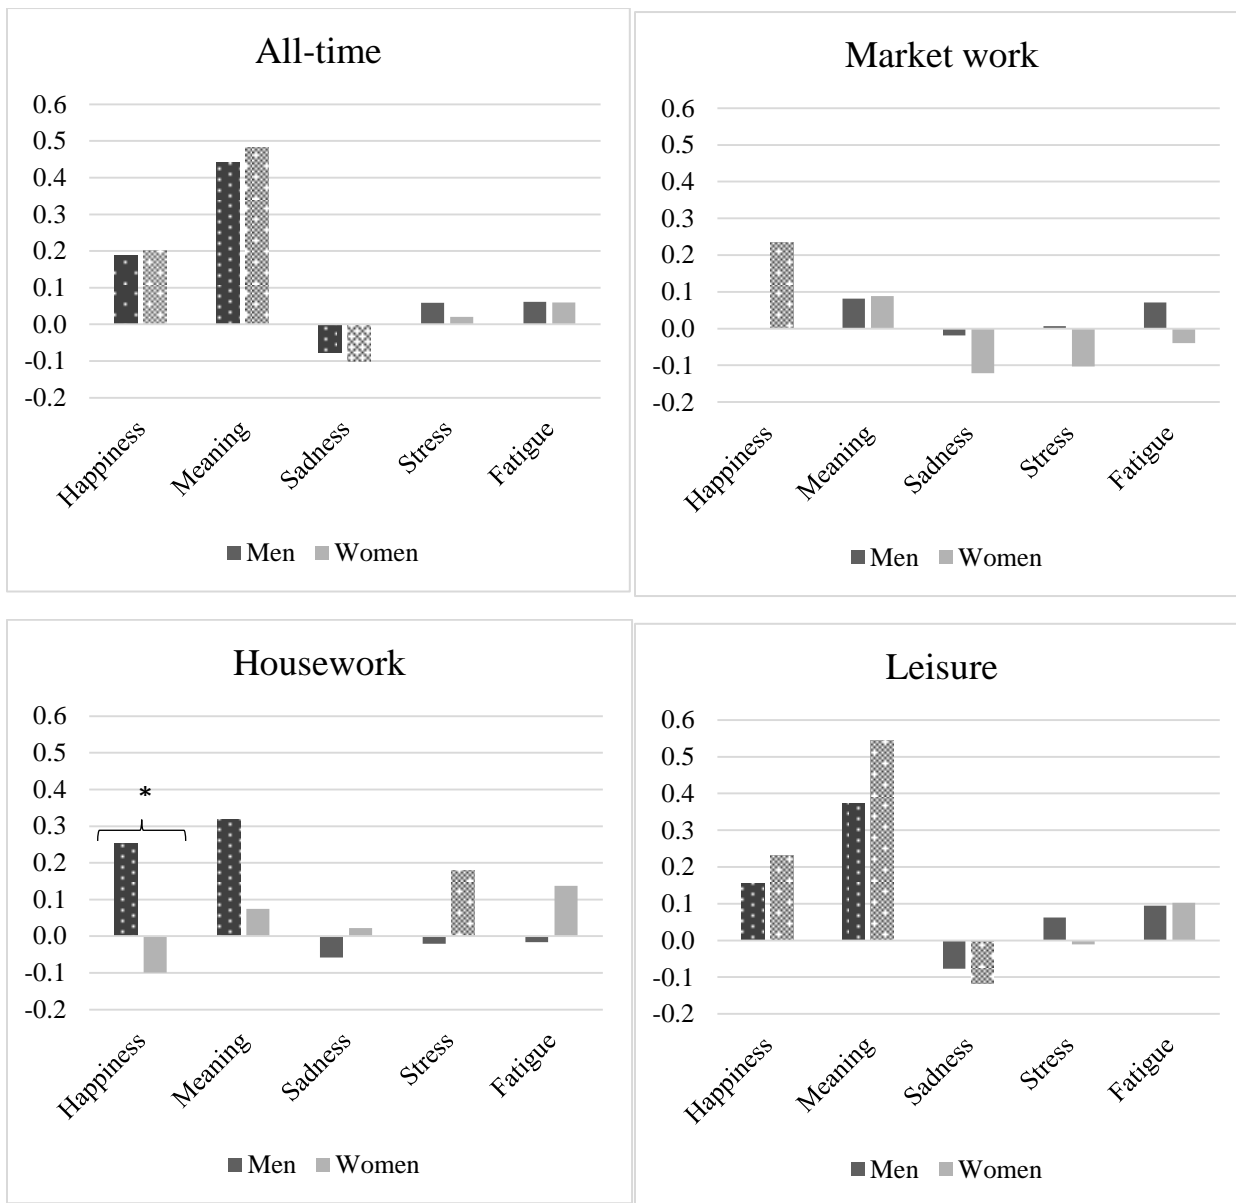 All-time
0.6
0.5
0.4
0.3
0.2
0.1
0.0
-0.1
-0.2
Happiness
Meaning
Sadness
Stress
Fatigue
Men Women
Market work
0.6
0.5
0.4
0.3
0.2
0.1
0.0
-0.1
-0.2
Happiness
Meaning
Sadness
Stress
Fatigue
Men Women
Housework
0.6
0.5
0.4
0.3
0.2
0.1
0.0
-0.1
-0.2
*
Happiness
Meaning
Sadness
Stress
Fatigue
Men Women
Leisure
0.6
0.5
0.4
0.3
0.2
0.1
0.0
-0.1
-0.2
Happiness
Meaning
Sadness
Stress
Fatigue
Men Women